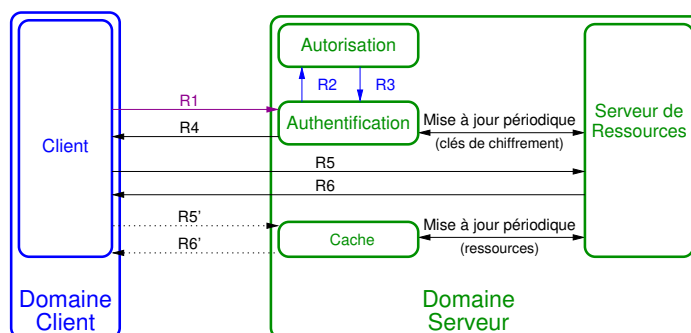 Autorisation
R2
R3
R1
R4
Authentification
Mise à jour périodique
(clés de chiffrement)
Serveur de
Ressources
Client
R5
R6
R5'
R6'
Cache
Mise à jour périodique
(ressources)
Domaine
Client
Domaine
Serveur